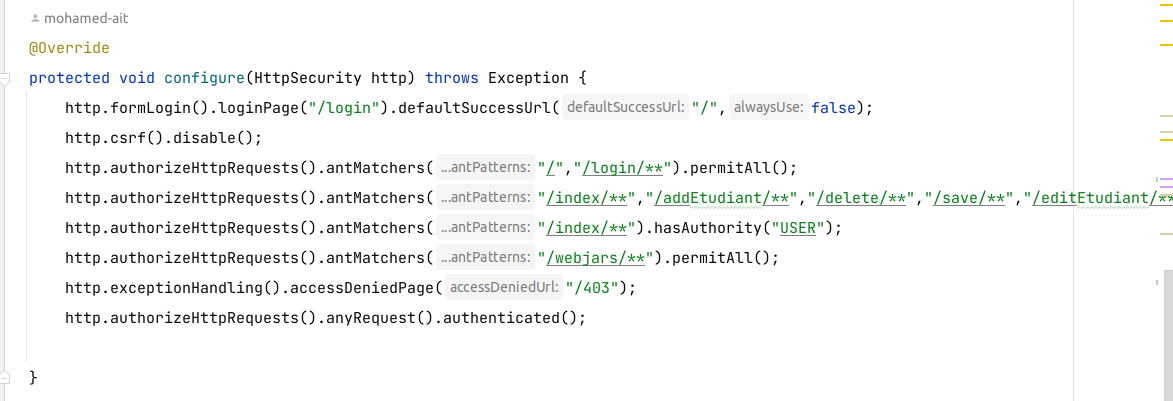 mohamed-ait
@Override
protected void configure(HttpSecurity http) throws Exception {
http.formLogin().loginPage("/login").defaultSuccessUrl( defaultSuccessUrl: "/", alwaysUse: false);
http.csrf().disable();
http.authorizeHttpRequests().antMatchers( ...antPatterns: "/","/login/**").permitAll();
http.authorizeHttpRequests().antMatchers( ...antPatterns: "/index/**","/addEtudiant/**","/delete/**","/save/**","/editEtudiant/**
http.authorizeHttpRequests().antMatchers( ...antPatterns: "/index/**").hasAuthority("USER");
http.authorizeHttpRequests().antMatchers( ...antPatterns: "/webjars/**").permitAll();
http.exceptionHandling().accessDeniedPage( accessDeniedUrl: "/403");
http.authorizeHttpRequests().anyRequest().authenticated();
}